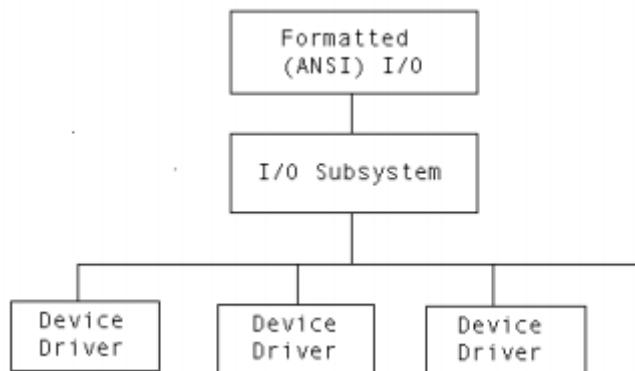 Formatted
(ANSI) I/O
I/O Subsystem
Device
Driver
Device
Driver
Device
Driver